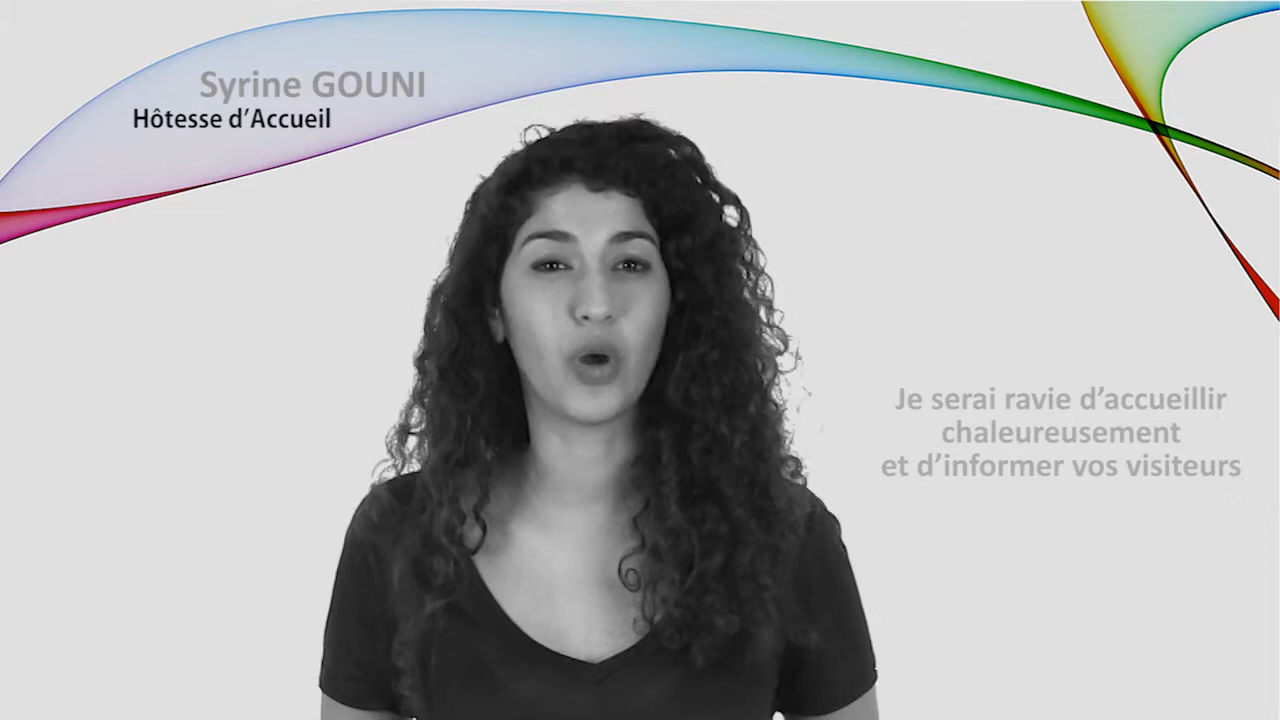 Syrine GOUNI
Hôtesse d’Accueil
Je serai ravie d’accueillir
chaleureusement
et d’informer vos visiteurs